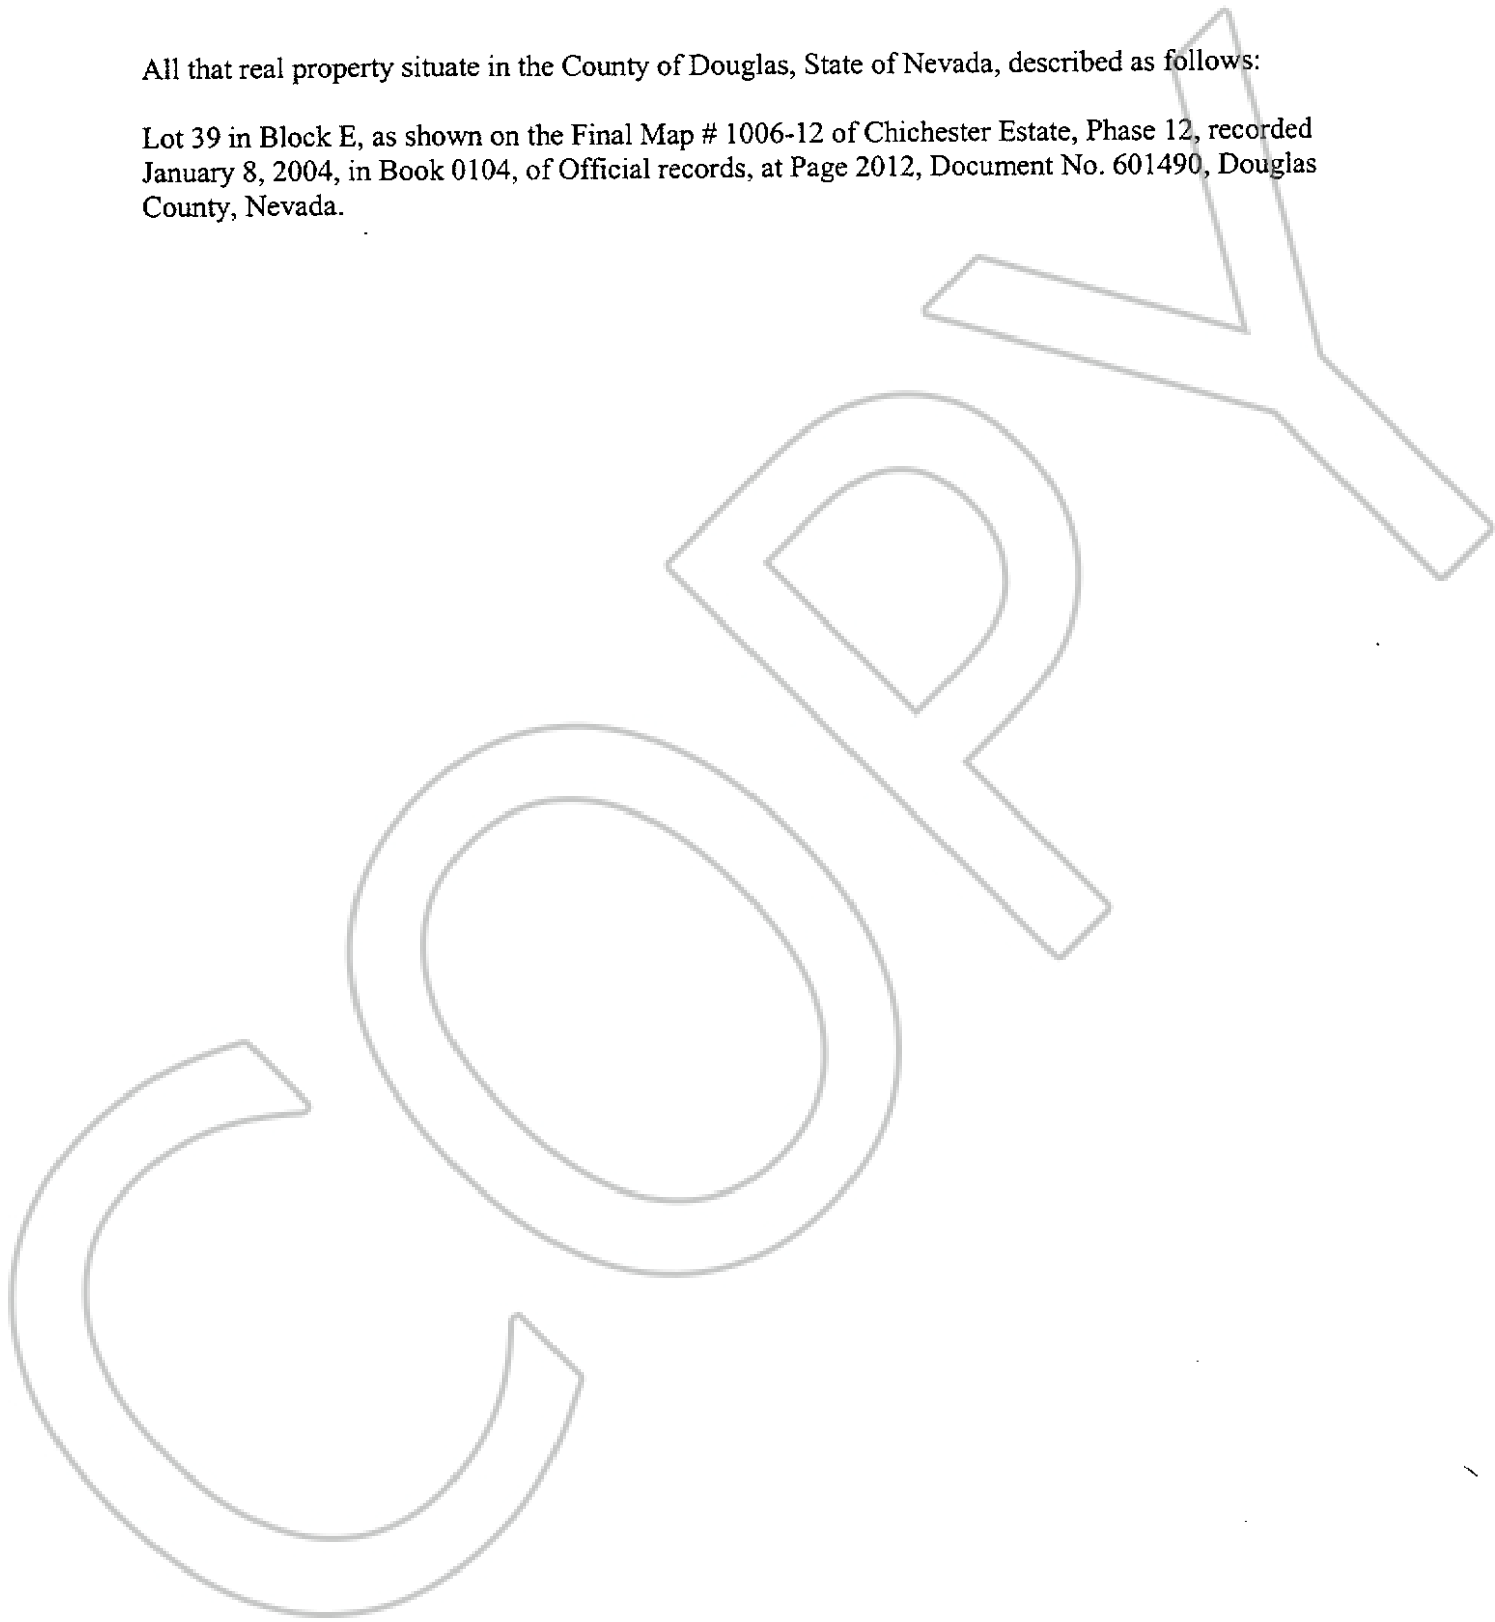 All that real property situate in the County of Douglas, State of Nevada, described as follows:
Lot 39 in Block E, as shown on the Final Map # 1006-12 of Chichester Estate, Phase 12, recorded
January 8, 2004, in Book 0104, of Official records, at Page 2012, Document No. 601490, Douglas
County, Nevada.
COPY